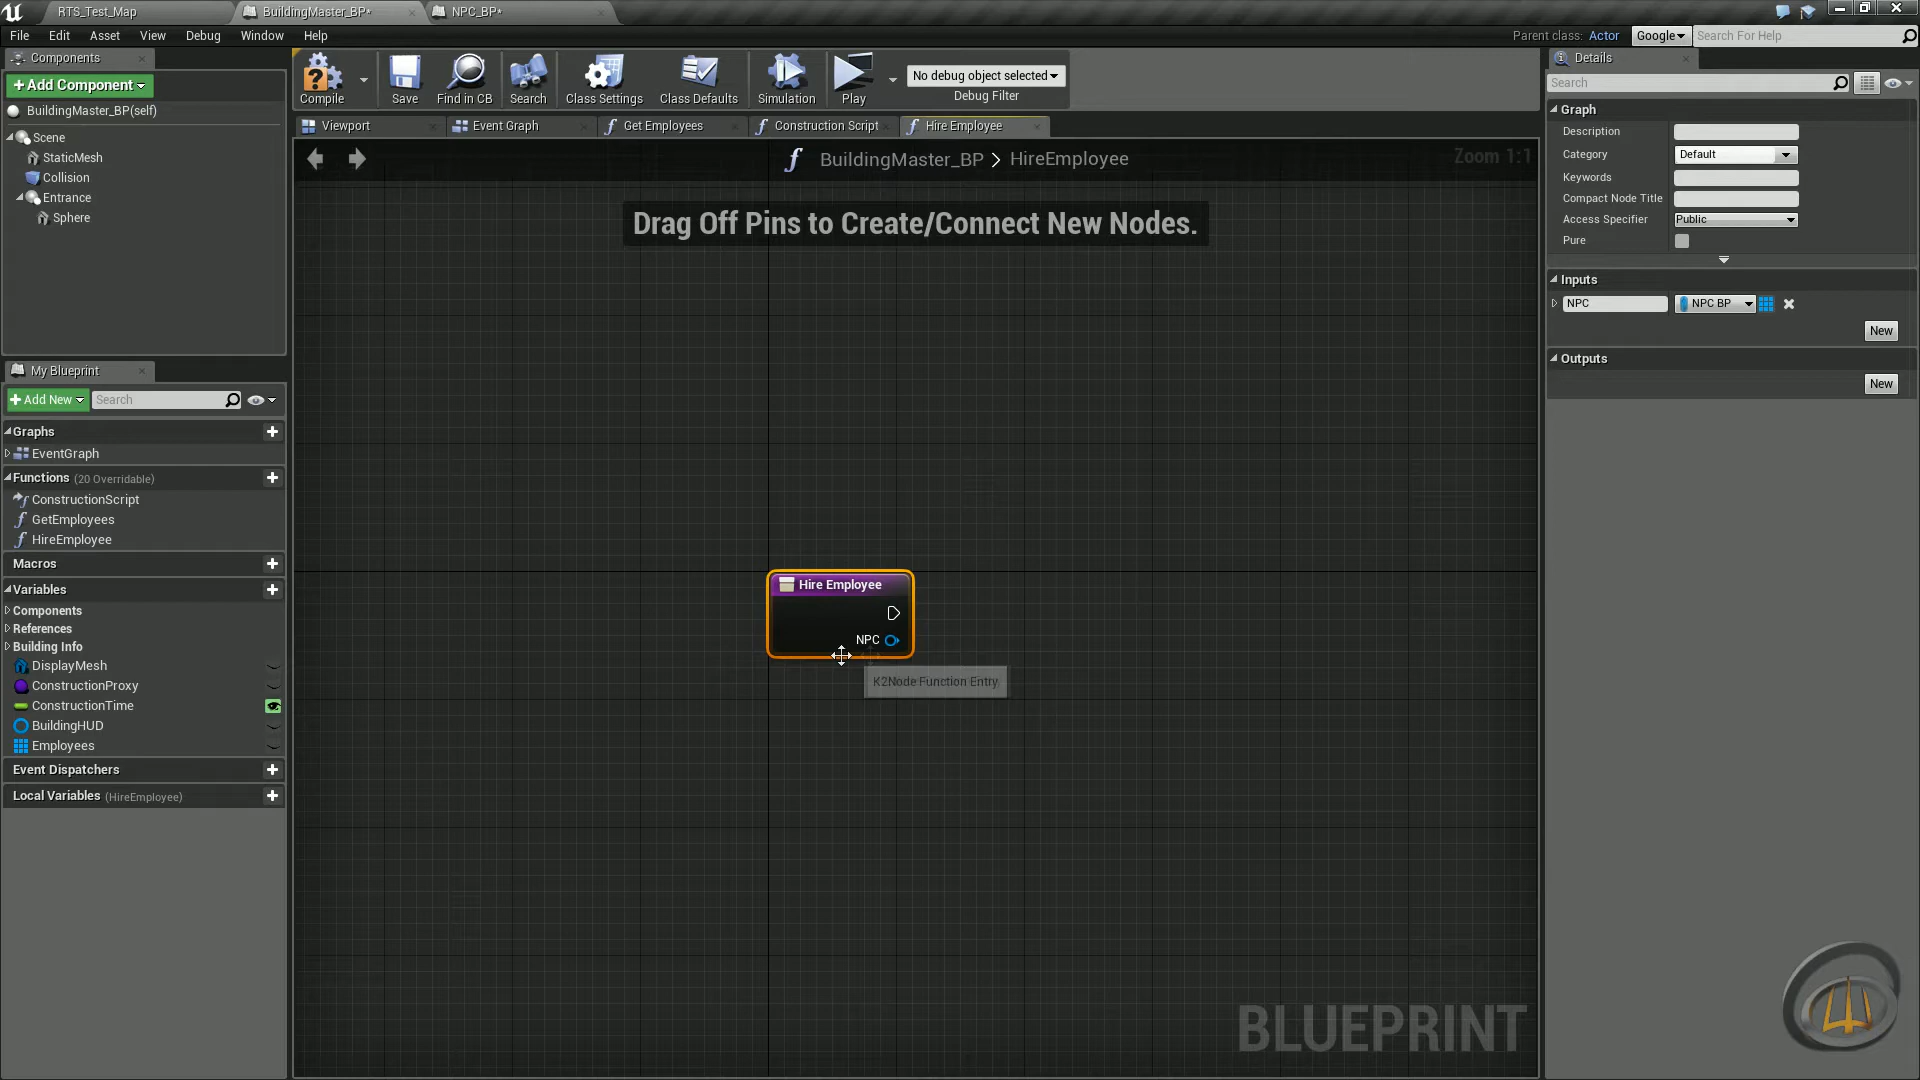 RTS_Test_Map
BuildingMaster_BP*
NPC_BP*
File Edit Asset View Debug Window Help
Parent class: Actor
Google
Search For Help
Components
+Add Component
BuildingMaster_BP(self)
Scene
StaticMesh
Collision
Entrance
Sphere
Compile
Save
Find in CB
Search
Class Settings
Class Defaults
Simulation
Play
No debug object selected
Debug Filter
Viewport
Event Graph
Get Employees
Construction Script
Hire Employee
BuildingMaster_BP > HireEmployee
Zoom 1:1
Drag Off Pins to Create/Connect New Nodes.
Hire Employee
NPC
K2Node Function Entry
BLUEPRINT
My Blueprint
+Add New
Search
Graphs
EventGraph
Functions (20 Overridable)
ConstructionScript
GetEmployees
HireEmployee
Macros
Variables
Components
References
Building Info
DisplayMesh
ConstructionProxy
ConstructionTime
BuildingHUD
Employees
Event Dispatchers
Local Variables (HireEmployee)
Details
Search
Graph
Description
Category Default
Keywords
Compact Node Title
Access Specifier Public
Pure
Inputs
NPC NPC BP
New
Outputs
New